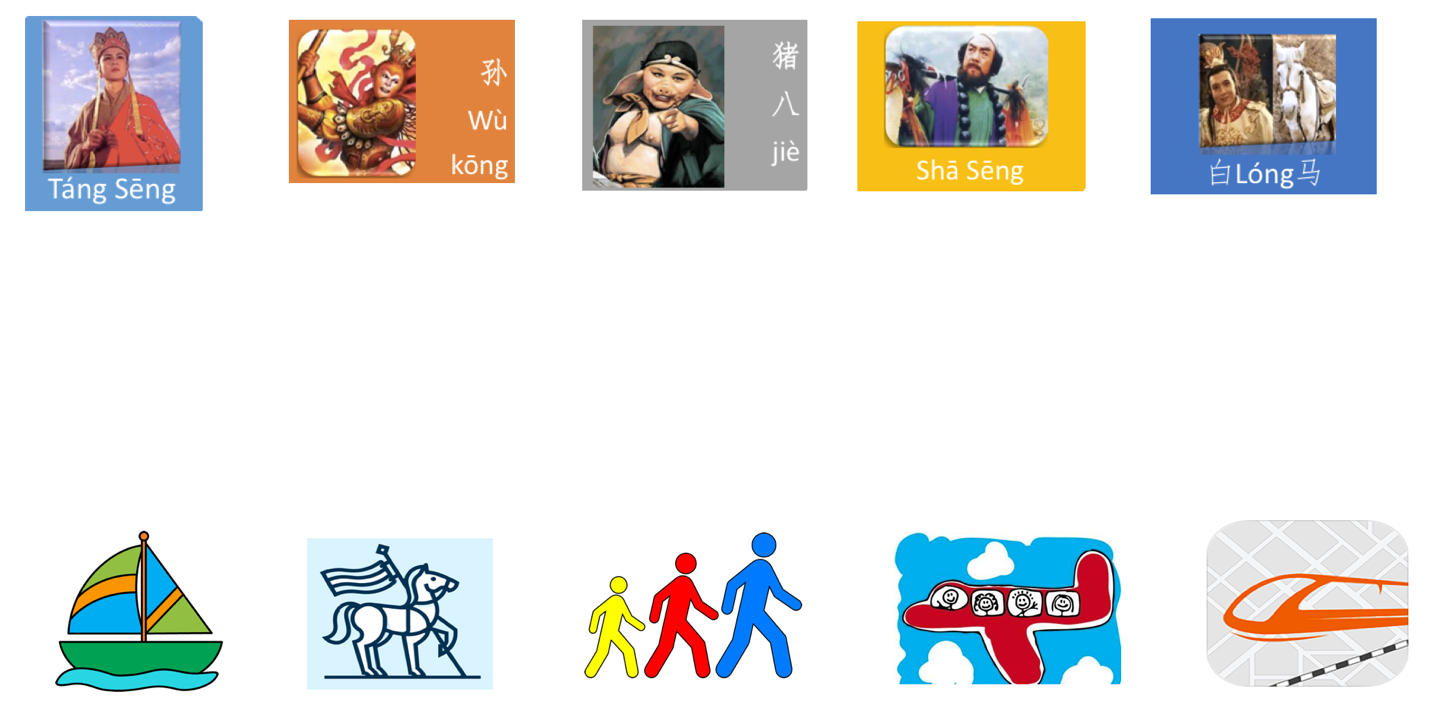 Táng Sēng
孙
Wù
kōng
猪
八
jiè
Shā Sēng
白Lóng马